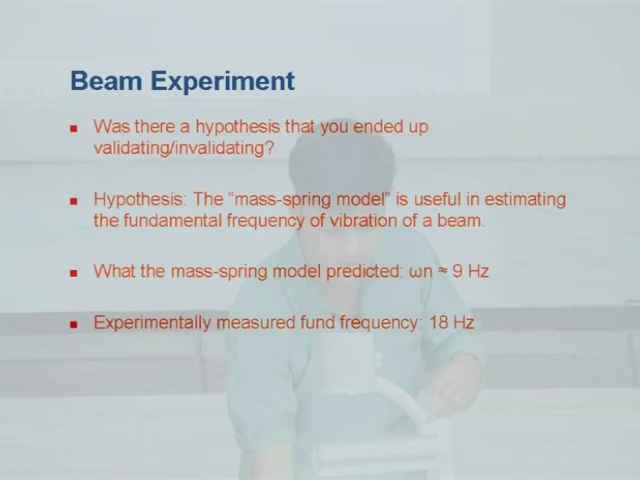 Beam Experiment
Was there a hypothesis that you ended up
validating/invalidating?
Hypothesis: The “mass-spring model” is useful in estimating
the fundamental frequency of vibration of a beam.
What the mass-spring model predicted: ωn ≈ 9 Hz
Experimentally measured fund frequency: 18 Hz